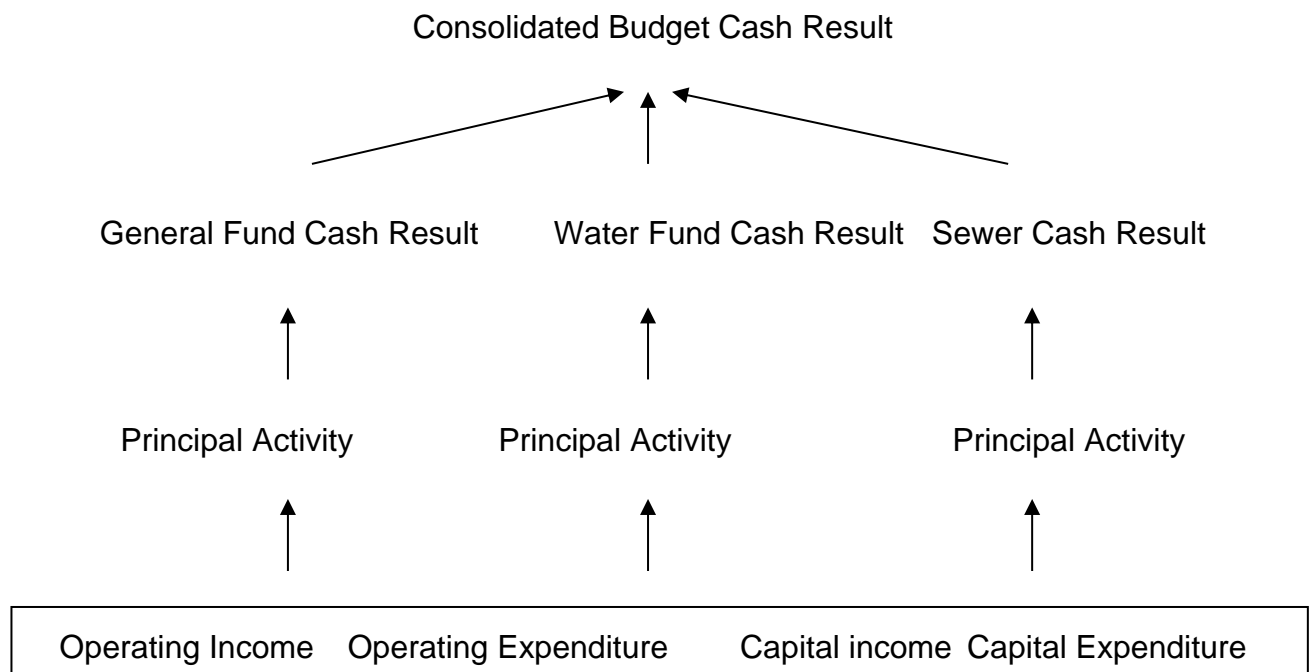 Consolidated Budget Cash Result
General Fund Cash Result Water Fund Cash Result Sewer Cash Result
Principal Activity Principal Activity Principal Activity
Operating Income Operating Expenditure Capital income Capital Expenditure